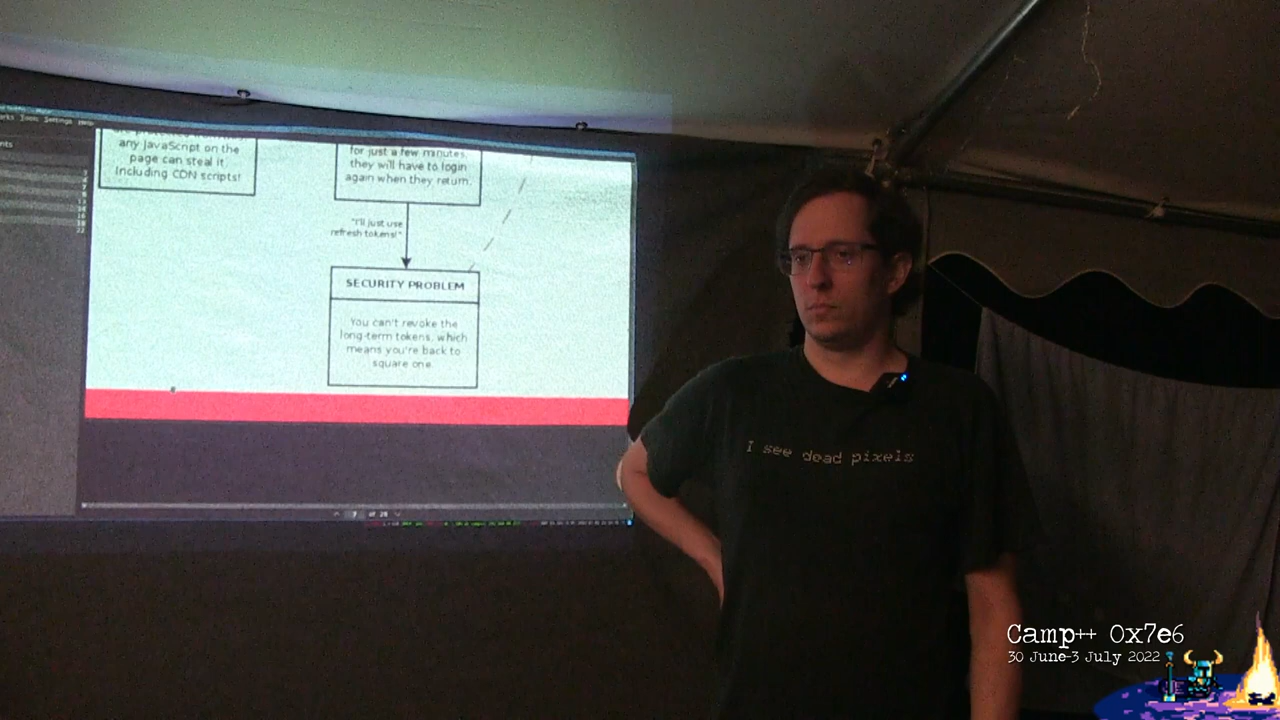 any JavaScript on the
page can steal it.
Including CDN scripts!
for just a few minutes,
they will have to login
again when they return.
"I'll just use
refresh tokens!"
SECURITY PROBLEM
You can't revoke the
long-term tokens, which
means you're back to
square one.
I see dead pixels
Camp++ 0x7e6
30 June-3 July 2022